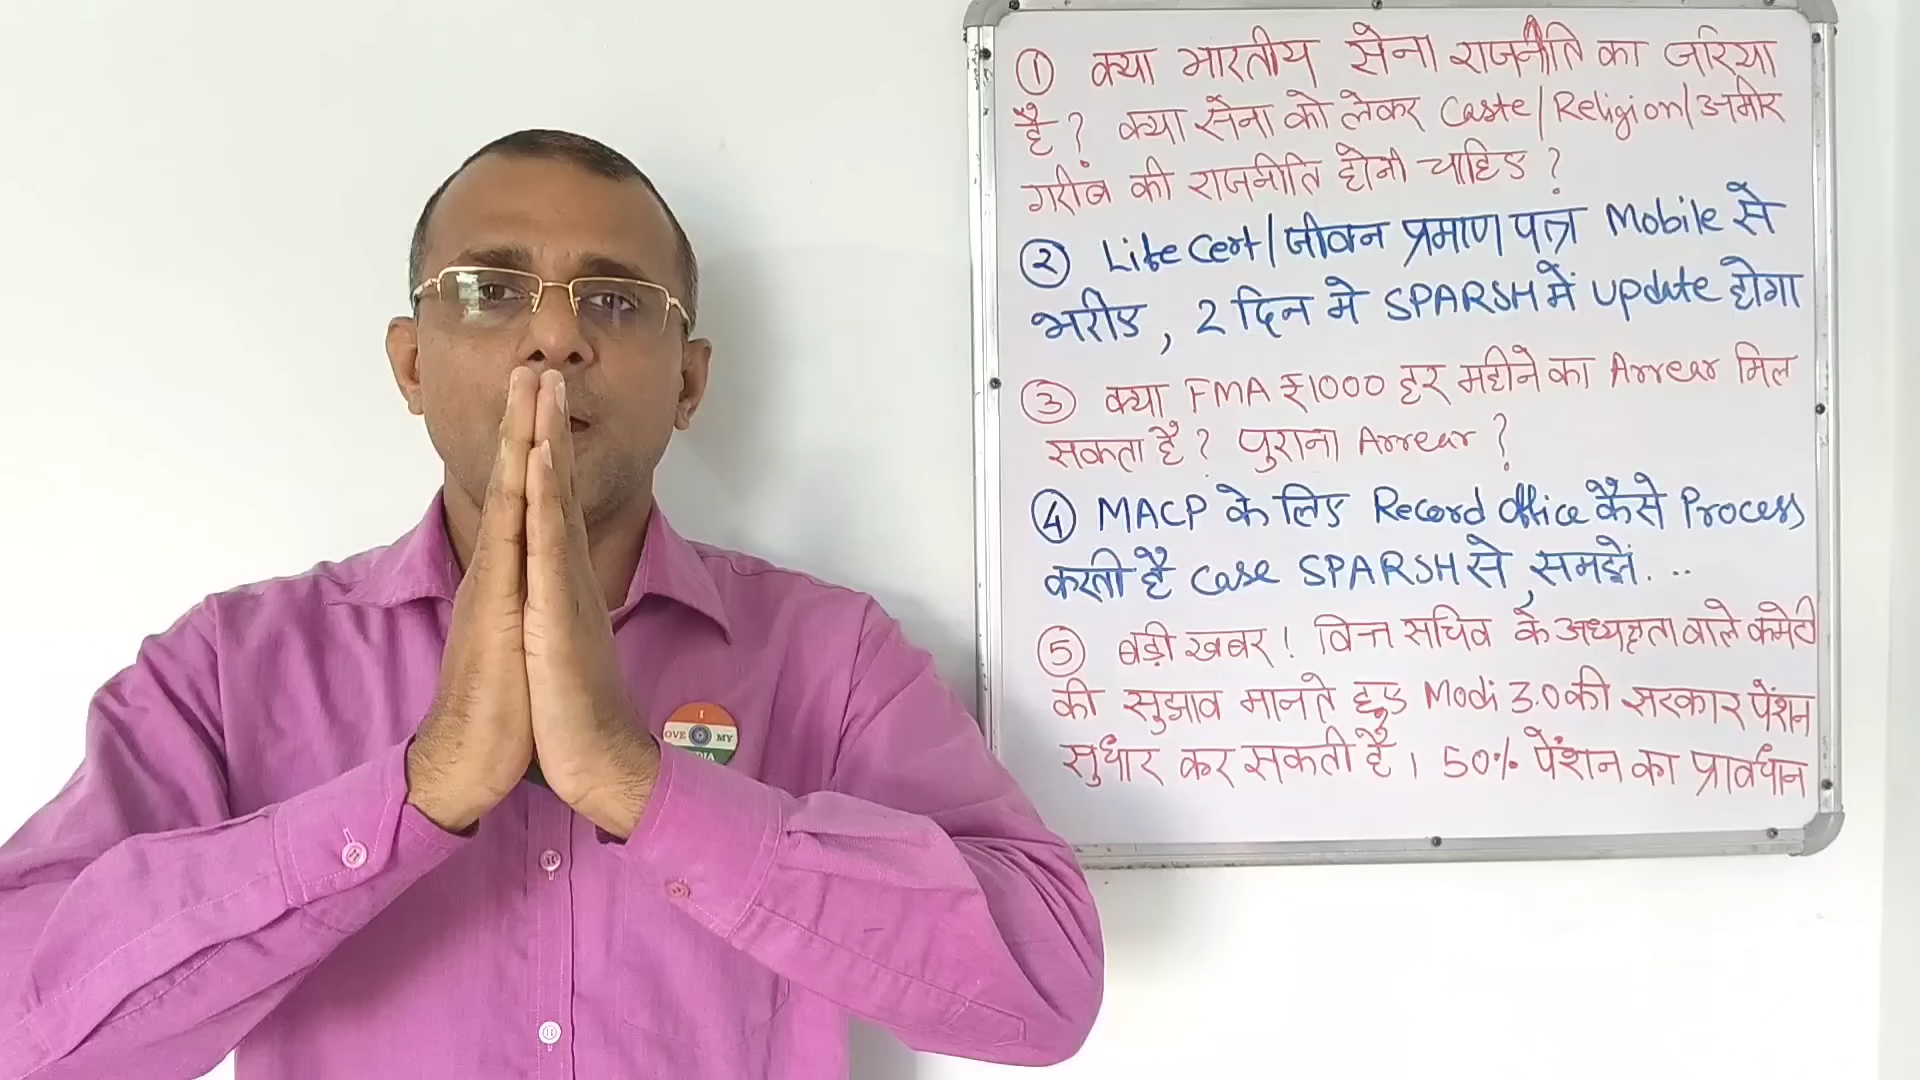 ① क्या भारतीय सेना राजनीति का जरिया
है? क्या सेना को लेकर Caste/Religion/अमीर
गरीब की राजनीति होनी चाहिए?
② Life Cert/जीवन प्रमाण पत्र Mobile से
भरीए, 2 दिन मे SPARSH में update होगा
③ क्या FMA ₹1000 हर महीने का Arrear मिल
सकता है? पुराना Arrear?
④ MACP के लिए Record Office कैसे Process
करती है Case SPARSH से, समझें...
⑤ बड़ी खबर! वित्त सचिव के अध्यक्षता वाले कमेटी
की सुझाव मानते हुए Modi 3.0 की सरकार पेंशन
सुधार कर सकती है। 50% पेंशन का प्रावधान
I
OVE MY
DIA